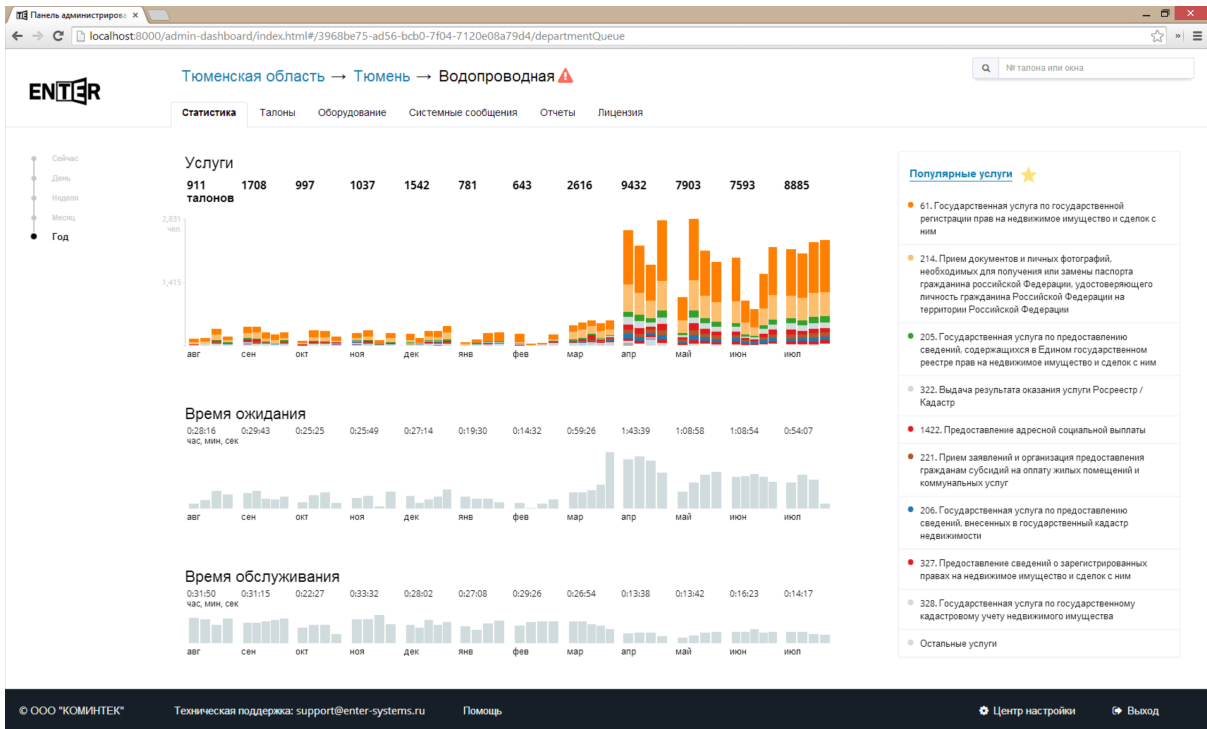 Панель администрирова
localhost:8000/admin-dashboard/index.html#/3968be75-ad56-bcb0-7f04-7120e08a79d4/departmentQueue
ENTER
Тюменская область → Тюмень → Водопроводная
№ талона или окна
Статистика Талоны Оборудование Системные сообщения Отчеты Лицензия
Сейчас
День
Неделя
Месяц
Год
Услуги
911 1708 997 1037 1542 781 643 2616 9432 7903 7593 8885
талонов
2,831
чел.
1,415
авг сен окт ноя дек янв фев мар апр май июн июл
Время ожидания
0:28:16 0:29:43 0:25:25 0:25:49 0:27:14 0:19:30 0:14:32 0:59:26 1:43:39 1:08:58 1:08:54 0:54:07
час, мин, сек
авг сен окт ноя дек янв фев мар апр май июн июл
Время обслуживания
0:31:50 0:31:15 0:22:27 0:33:32 0:28:02 0:27:08 0:29:26 0:26:54 0:13:38 0:13:42 0:16:23 0:14:17
час, мин, сек
авг сен окт ноя дек янв фев мар апр май июн июл
Популярные услуги
61. Государственная услуга по государственной
регистрации прав на недвижимое имущество и сделок с
ним
214. Прием документов и личных фотографий,
необходимых для получения или замены паспорта
гражданина российской Федерации, удостоверяющего
личность гражданина Российской Федерации на
территории Российской Федерации
205. Государственная услуга по предоставлению
сведений, содержащихся в Едином государственном
реестре прав на недвижимое имущество и сделок с ним
322. Выдача результата оказания услуги Росреестр /
Кадастр
1422. Предоставление адресной социальной выплаты
221. Прием заявлений и организация предоставления
гражданам субсидий на оплату жилых помещений и
коммунальных услуг
206. Государственная услуга по предоставлению
сведений, внесенных в государственный кадастр
недвижимости
327. Предоставление сведений о зарегистрированных
правах на недвижимое имущество и сделок с ним
328. Государственная услуга по государственному
кадастровому учету недвижимого имущества
Остальные услуги
© ООО "КОМИНТЕК" Техническая поддержка: support@enter-systems.ru Помощь Центр настройки Выход